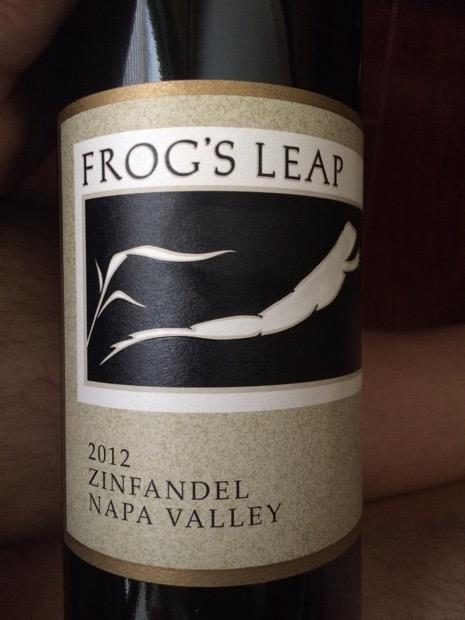 FROG'S LEAP
2012
ZINFANDEL
NAPA VALLEY